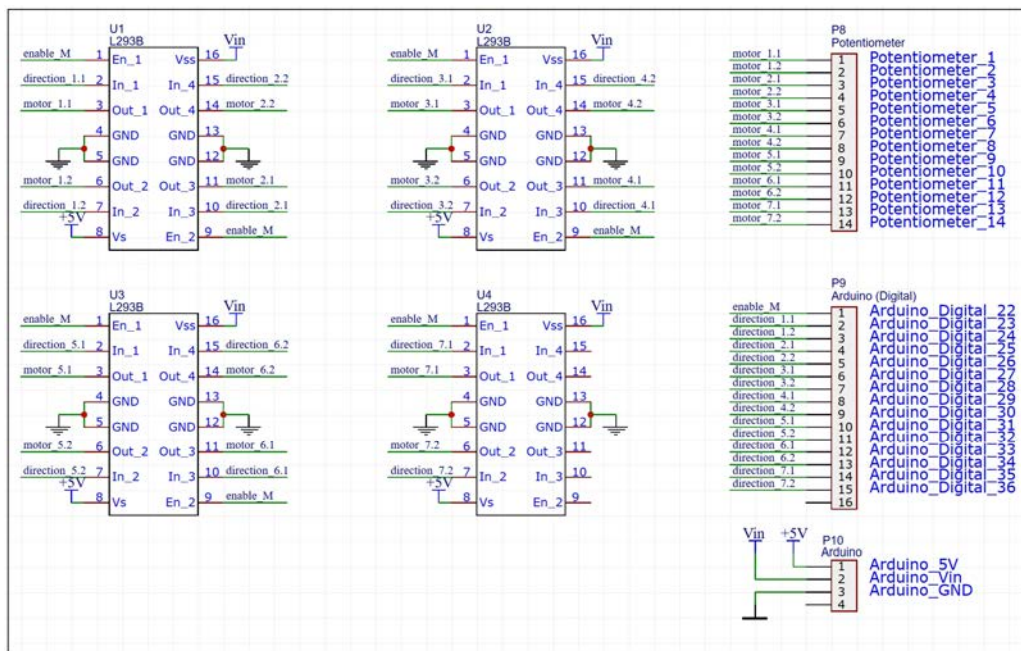 U1
L293B
Vin
enable_M 1 En_1 Vss 16
direction_1.1 2 In_1 In_4 15 direction_2.2
motor_1.1 3 Out_1 Out_4 14 motor_2.2
4 GND GND 13
5 GND GND 12
motor_1.2 6 Out_2 Out_3 11 motor_2.1
direction_1.2 7 In_2 In_3 10 direction_2.1
+5V
8 Vs En_2 9 enable_M
U2
L293B
Vin
enable_M 1 En_1 Vss 16
direction_3.1 2 In_1 In_4 15 direction_4.2
motor_3.1 3 Out_1 Out_4 14 motor_4.2
4 GND GND 13
5 GND GND 12
motor_3.2 6 Out_2 Out_3 11 motor_4.1
direction_3.2 7 In_2 In_3 10 direction_4.1
+5V
8 Vs En_2 9 enable_M
P8
Potentiometer
motor_1.1 1 Potentiometer_1
motor_1.2 2 Potentiometer_2
motor_2.1 3 Potentiometer_3
motor_2.2 4 Potentiometer_4
motor_3.1 5 Potentiometer_5
motor_3.2 6 Potentiometer_6
motor_4.1 7 Potentiometer_7
motor_4.2 8 Potentiometer_8
motor_5.1 9 Potentiometer_9
motor_5.2 10 Potentiometer_10
motor_6.1 11 Potentiometer_11
motor_6.2 12 Potentiometer_12
motor_7.1 13 Potentiometer_13
motor_7.2 14 Potentiometer_14
U3
L293B
Vin
enable_M 1 En_1 Vss 16
direction_5.1 2 In_1 In_4 15 direction_6.2
motor_5.1 3 Out_1 Out_4 14 motor_6.2
4 GND GND 13
5 GND GND 12
motor_5.2 6 Out_2 Out_3 11 motor_6.1
direction_5.2 7 In_2 In_3 10 direction_6.1
+5V
8 Vs En_2 9 enable_M
U4
L293B
Vin
enable_M 1 En_1 Vss 16
direction_7.1 2 In_1 In_4 15
motor_7.1 3 Out_1 Out_4 14
4 GND GND 13
5 GND GND 12
motor_7.2 6 Out_2 Out_3 11
direction_7.2 7 In_2 In_3 10
+5V
8 Vs En_2 9
P9
Arduino (Digital)
enable_M 1 Arduino_Digital_22
direction_1.1 2 Arduino_Digital_23
direction_1.2 3 Arduino_Digital_24
direction_2.1 4 Arduino_Digital_25
direction_2.2 5 Arduino_Digital_26
direction_3.1 6 Arduino_Digital_27
direction_3.2 7 Arduino_Digital_28
direction_4.1 8 Arduino_Digital_29
direction_4.2 9 Arduino_Digital_30
direction_5.1 10 Arduino_Digital_31
direction_5.2 11 Arduino_Digital_32
direction_6.1 12 Arduino_Digital_33
direction_6.2 13 Arduino_Digital_34
direction_7.1 14 Arduino_Digital_35
direction_7.2 15 Arduino_Digital_36
16
Vin +5V
P10
Arduino
1 Arduino_5V
2 Arduino_Vin
3 Arduino_GND
4